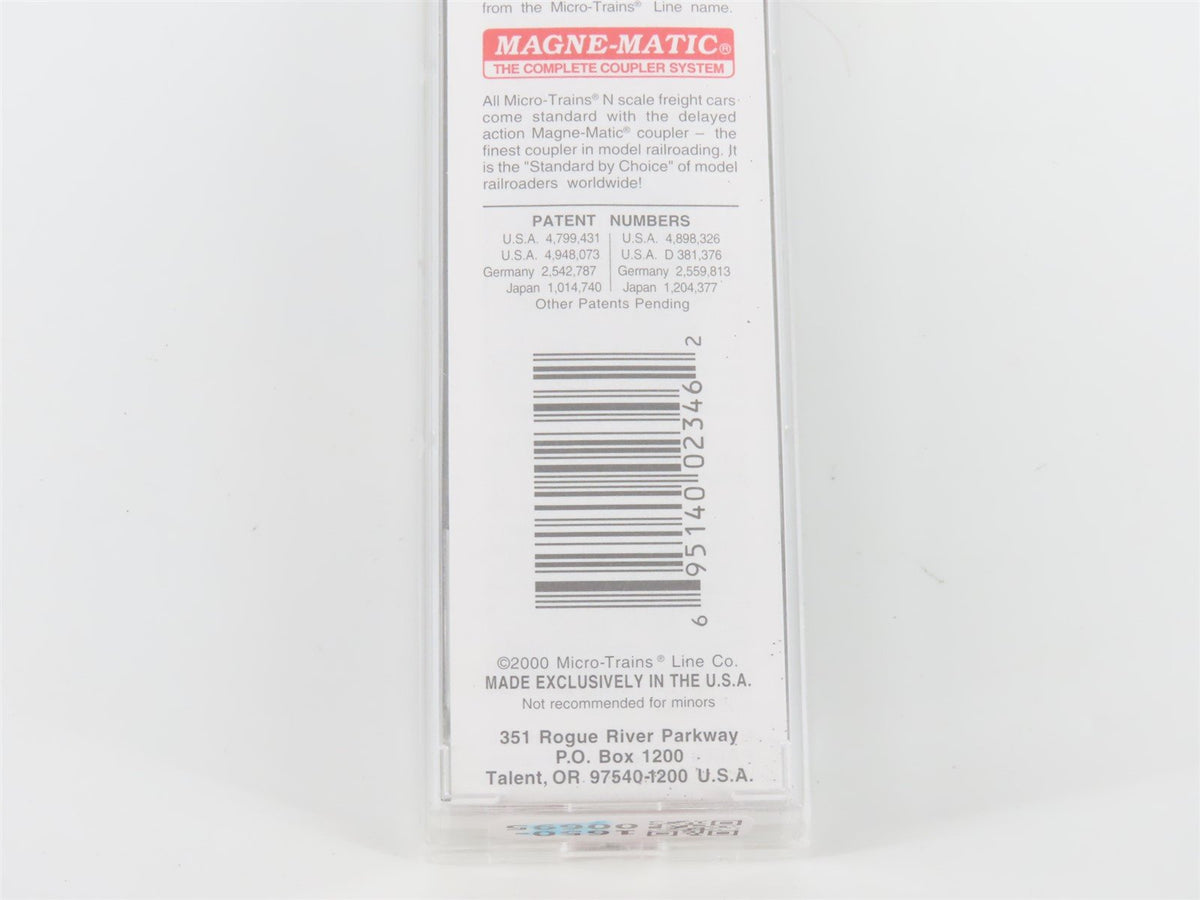 from the Micro-Trains® Line name.
MAGNE-MATIC®
THE COMPLETE COUPLER SYSTEM
All Micro-Trains® N scale freight cars
come standard with the delayed
action Magne-Matic® coupler – the
finest coupler in model railroading. It
is the "Standard by Choice" of model
railroaders worldwide!
PATENT NUMBERS
U.S.A. 4,799,431 U.S.A. 4,898,326
U.S.A. 4,948,073 U.S.A. D 381,376
Germany 2,542,787 Germany 2,559,813
Japan 1,014,740 Japan 1,204,377
Other Patents Pending
6 95140 02346 2
©2000 Micro-Trains® Line Co.
MADE EXCLUSIVELY IN THE U.S.A.
Not recommended for minors
351 Rogue River Parkway
P.O. Box 1200
Talent, OR 97540-1200 U.S.A.